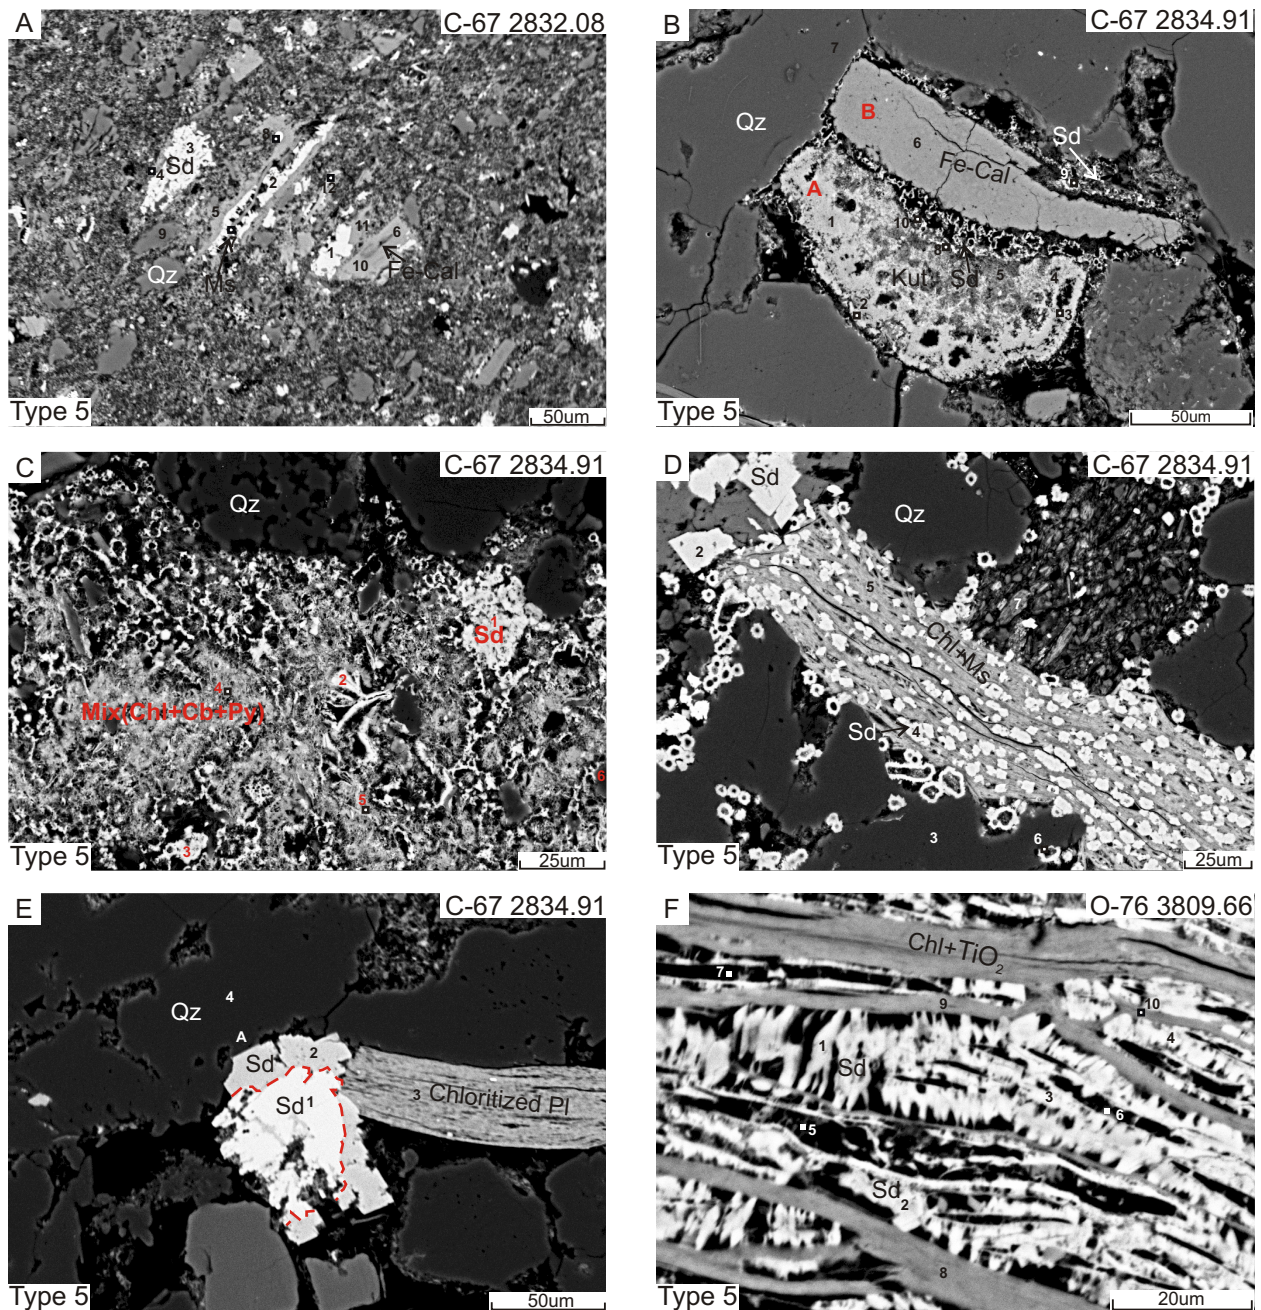 A
C-67 2832.08
3
Sd
4
8
2
12
5
7
9
Qz
Ms
1
11
6
10
Fe-Cal
Type 5
50um
B
C-67 2834.91
7
Qz
B
6
Fe-Cal
Sd
9
A
1
10
8
Kut
Sd
5
4
2
3
Type 5
50um
C
C-67 2834.91
Qz
1
Sd
2
4
Mix(Chl+Cb+Py)
5
6
3
Type 5
25um
D
C-67 2834.91
Sd
Qz
2
5
7
Chl+Ms
Sd
4
3
6
Type 5
25um
E
C-67 2834.91
4
Qz
A
Sd
2
Sd1
3
Chloritized Pl
Type 5
50um
F
O-76 3809.66
Chl+TiO2
7
9
10
1
Sd
4
3
6
5
Sd
2
8
Type 5
20um